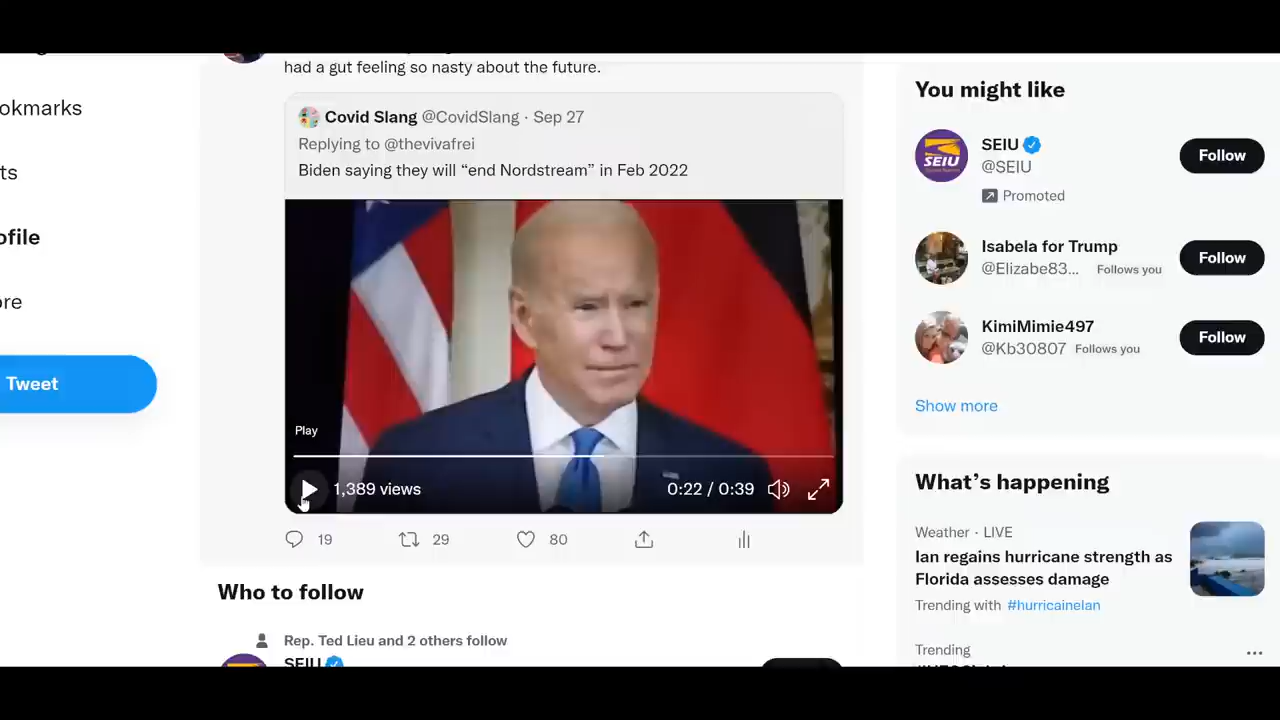 had a gut feeling so nasty about the future.
Covid Slang @CovidSlang · Sep 27
Replying to @thevivafrei
Biden saying they will “end Nordstream” in Feb 2022
Play
1,389 views
0:22 / 0:39
19
29
80
Who to follow
Rep. Ted Lieu and 2 others follow
SEIU
okmarks
ts
ofile
ore
Tweet
You might like
SEIU
@SEIU
Promoted
Follow
Isabela for Trump
@Elizabe83... Follows you
Follow
KimiMimie497
@Kb30807 Follows you
Follow
Show more
What’s happening
Weather · LIVE
Ian regains hurricane strength as
Florida assesses damage
Trending with #hurricaineIan
Trending